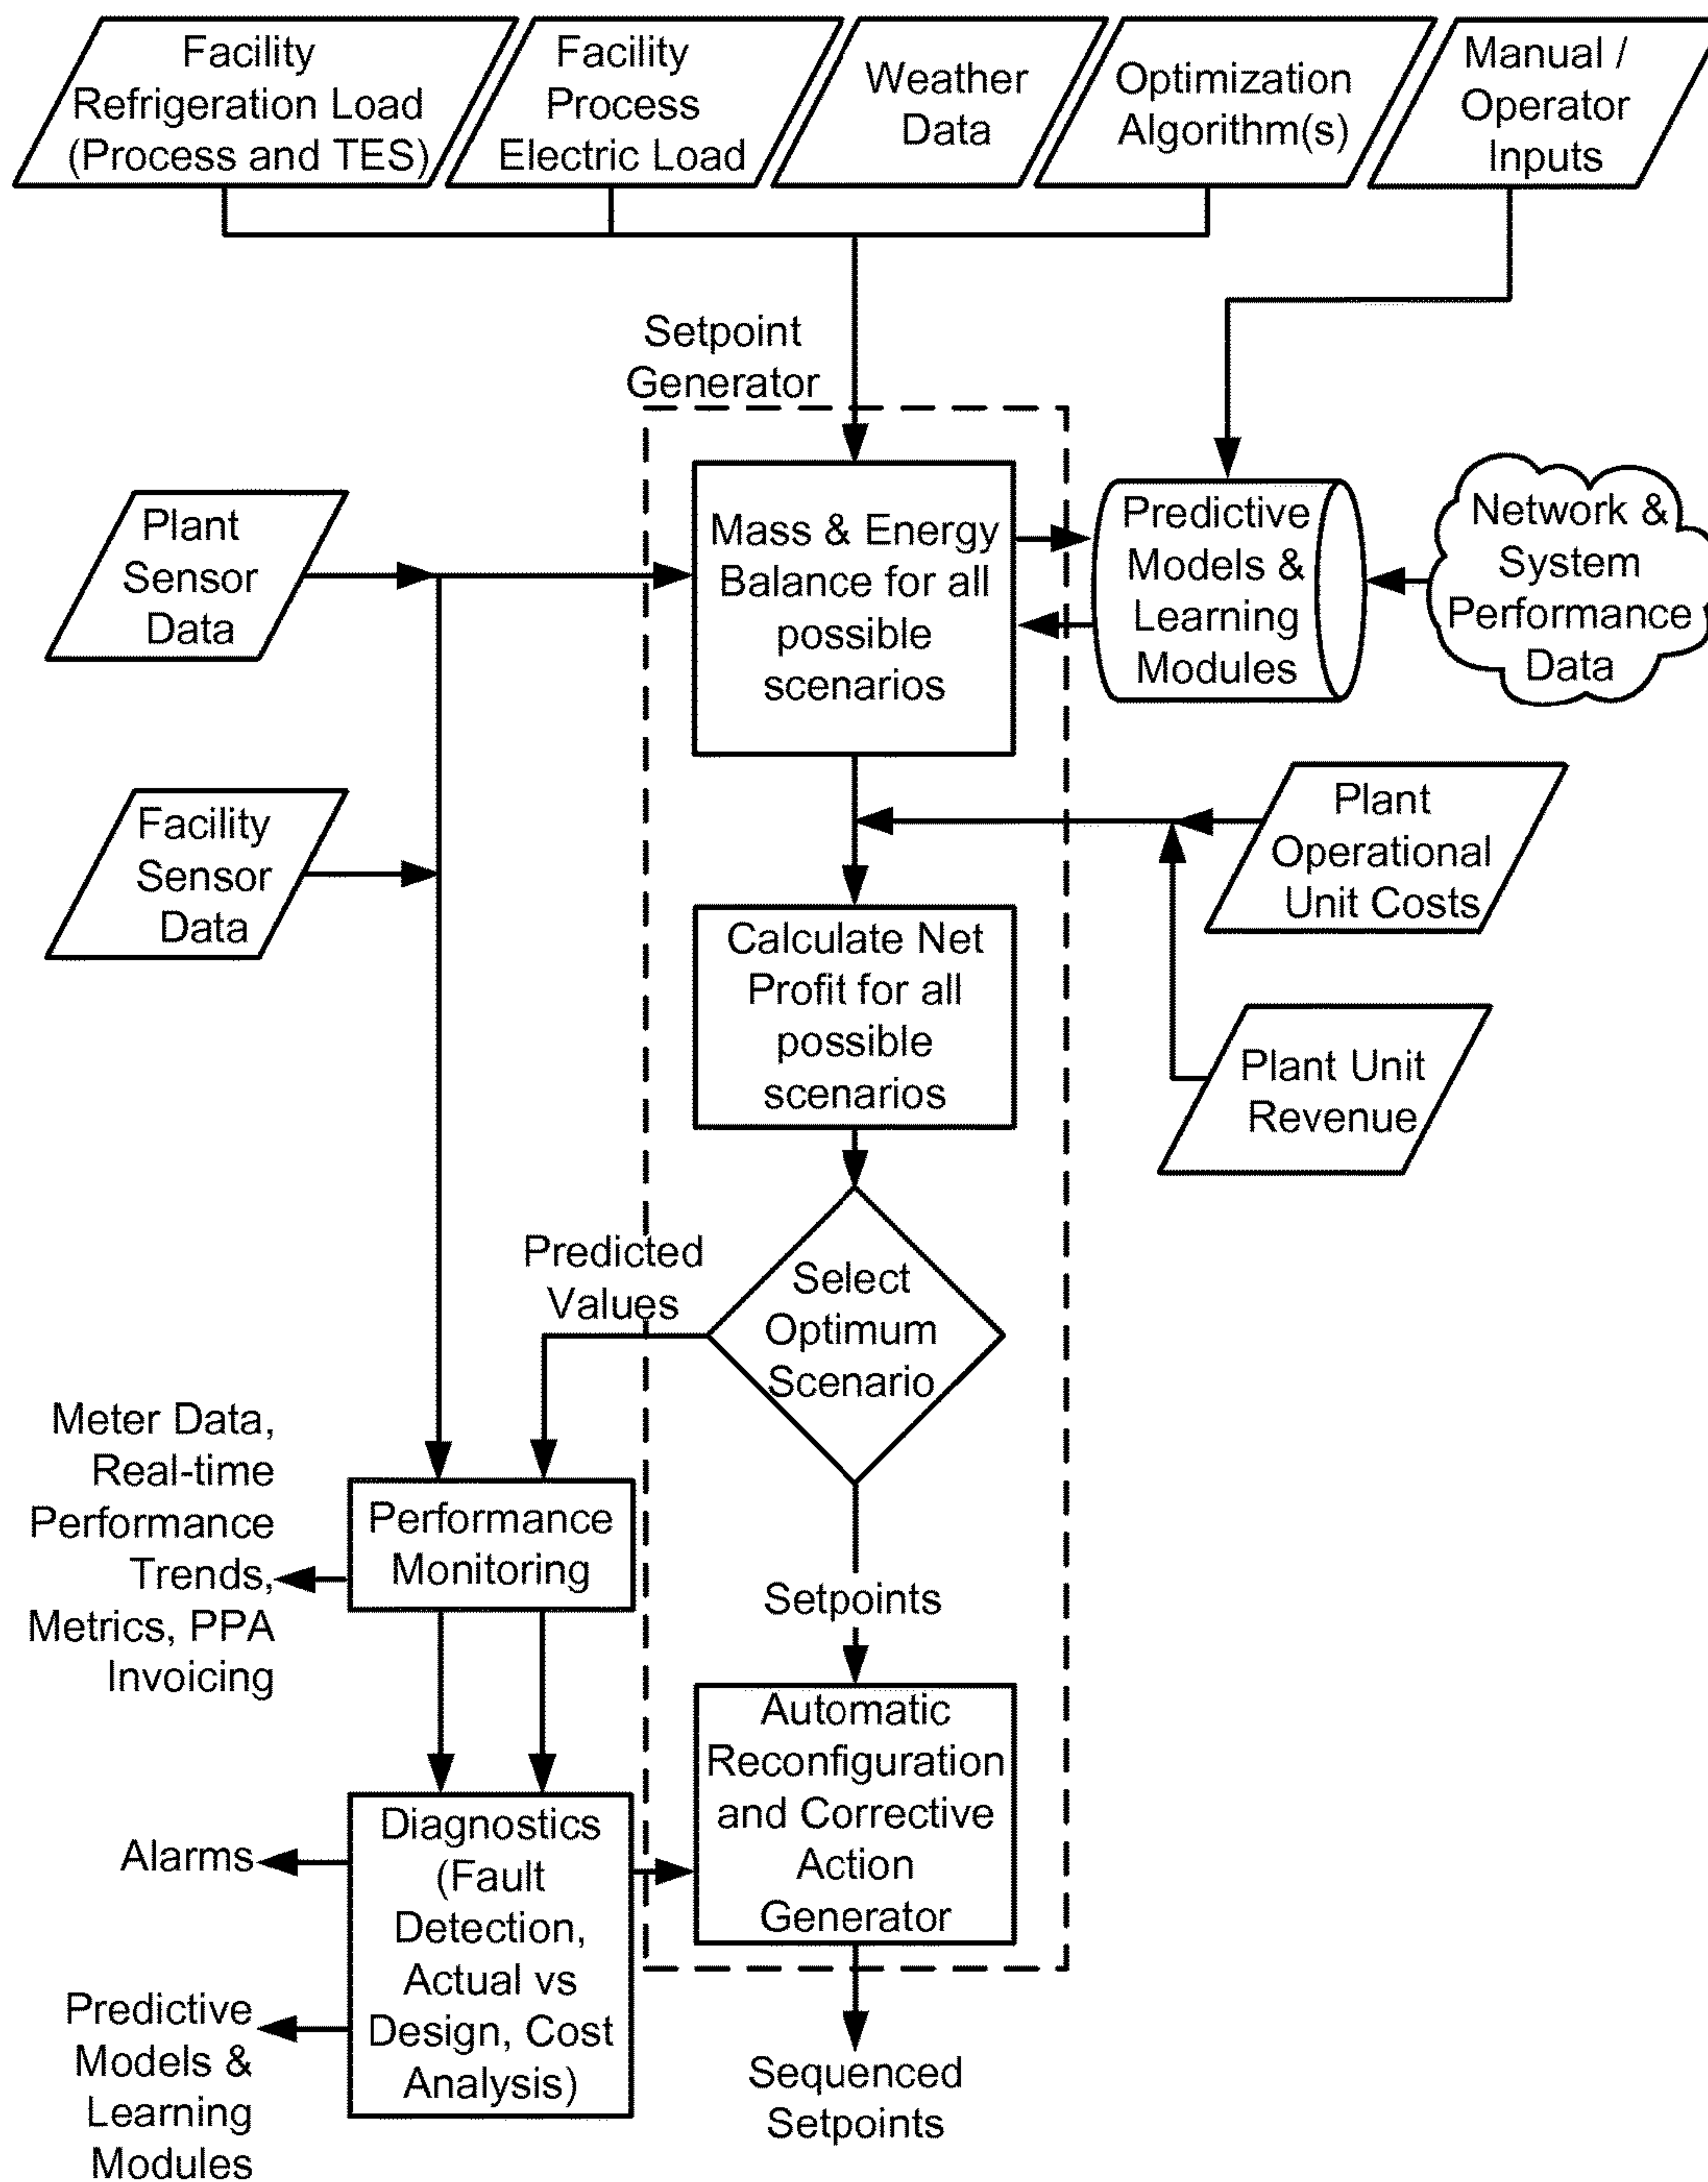 Facility
Refrigeration Load
(Process and TES)
Facility
Process
Electric Load
Weather
Data
Optimization
Algorithm(s)
Manual /
Operator
Inputs
Setpoint
Generator
Plant
Sensor
Data
Mass & Energy
Balance for all
possible
scenarios
Predictive
Models &
Learning
Modules
Network &
System
Performance
Data
Facility
Sensor
Data
Plant
Operational
Unit Costs
Calculate Net
Profit for all
possible
scenarios
Plant Unit
Revenue
Predicted
Values
Select
Optimum
Scenario
Meter Data,
Real-time
Performance
Trends,
Metrics, PPA
Invoicing
Performance
Monitoring
Setpoints
Automatic
Reconfiguration
and Corrective
Action
Generator
Alarms
Diagnostics
(Fault
Detection,
Actual vs
Design, Cost
Analysis)
Predictive
Models &
Learning
Modules
Sequenced
Setpoints